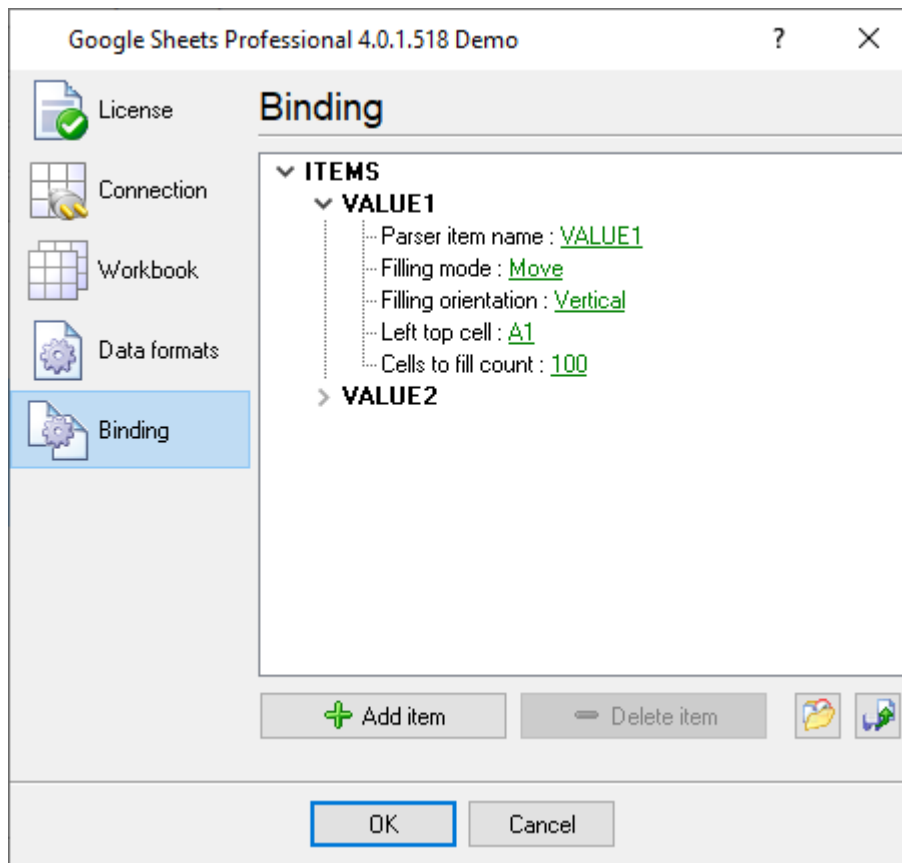 Google Sheets Professional 4.0.1.518 Demo ?
License
Connection
Workbook
Data formats
Binding
Binding
ITEMS
VALUE1
Parser item name : VALUE1
Filling mode : Move
Filling orientation : Vertical
Left top cell : A1
Cells to fill count : 100
VALUE2
Add item
Delete item
OK
Cancel